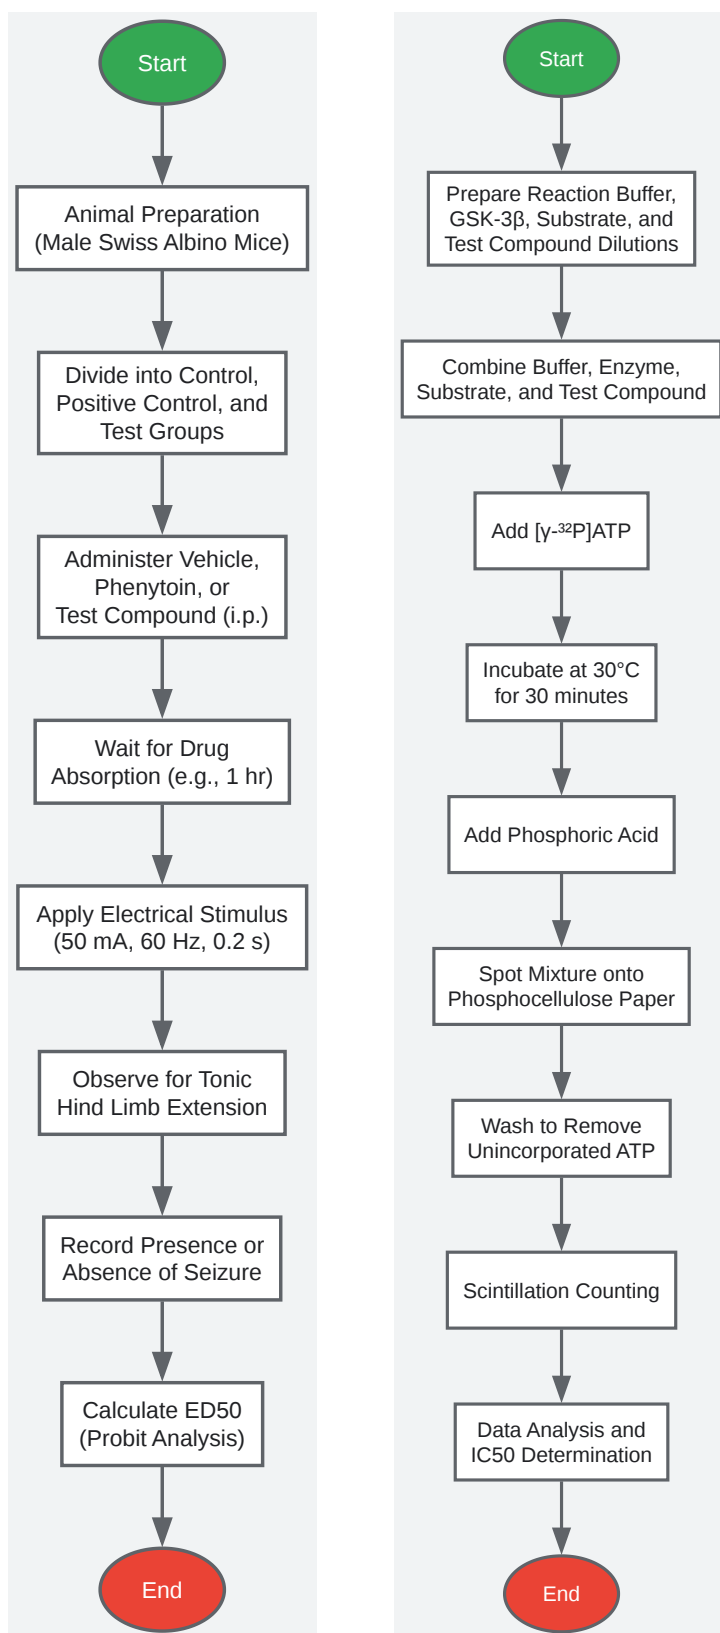 Start
Animal Preparation
(Male Swiss Albino Mice)
Divide into Control,
Positive Control, and
Test Groups
Administer Vehicle,
Phenytoin, or
Test Compound (i.p.)
Wait for Drug
Absorption (e.g., 1 hr)
Apply Electrical Stimulus
(50 mA, 60 Hz, 0.2 s)
Observe for Tonic
Hind Limb Extension
Record Presence or
Absence of Seizure
Calculate ED50
(Probit Analysis)
End
Start
Prepare Reaction Buffer,
GSK-3β, Substrate, and
Test Compound Dilutions
Combine Buffer, Enzyme,
Substrate, and Test Compound
Add [γ-³²P]ATP
Incubate at 30°C
for 30 minutes
Add Phosphoric Acid
Spot Mixture onto
Phosphocellulose Paper
Wash to Remove
Unincorporated ATP
Scintillation Counting
Data Analysis and
IC50 Determination
End